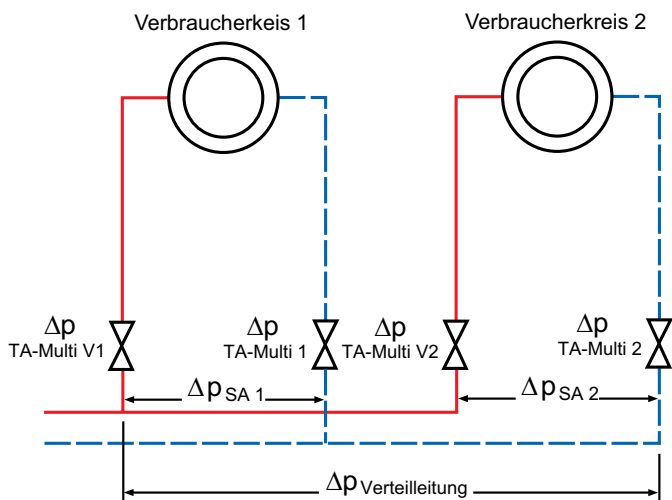 Verbraucherkeis 1
Verbraucherkreis 2
Δp
TA-Multi V1
Δp
TA-Multi 1
Δp
TA-Multi V2
Δp
TA-Multi 2
Δp SA 1
Δp SA 2
Δp Verteilleitung